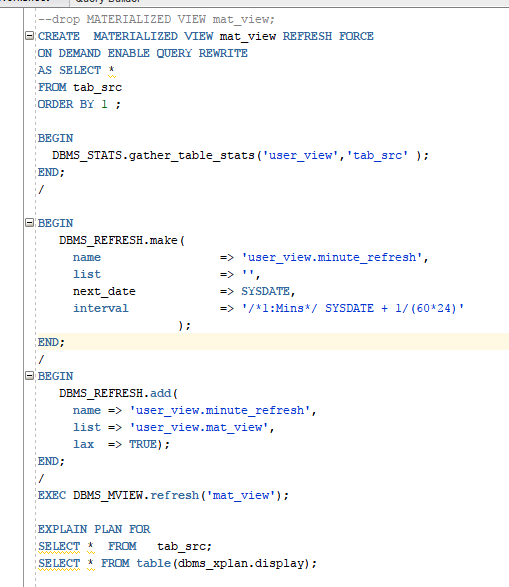 --drop MATERIALIZED VIEW mat_view;
CREATE  MATERIALIZED VIEW mat_view REFRESH FORCE
ON DEMAND ENABLE QUERY REWRITE
AS SELECT *
FROM tab_src
ORDER BY 1 ;
BEGIN
  DBMS_STATS.gather_table_stats('user_view','tab_src' );
END;
/
BEGIN
   DBMS_REFRESH.make(
     name                 => 'user_view.minute_refresh',
     list                 => '',
     next_date            => SYSDATE,
     interval             => '/*1:Mins*/ SYSDATE + 1/(60*24)'
                    );
END;
/
BEGIN
   DBMS_REFRESH.add(
     name => 'user_view.minute_refresh',
     list => 'user_view.mat_view',
     lax  => TRUE);
END;
/
EXEC DBMS_MVIEW.refresh('mat_view');
EXPLAIN PLAN FOR
SELECT *  FROM   tab_src;
SELECT * FROM table(dbms_xplan.display);